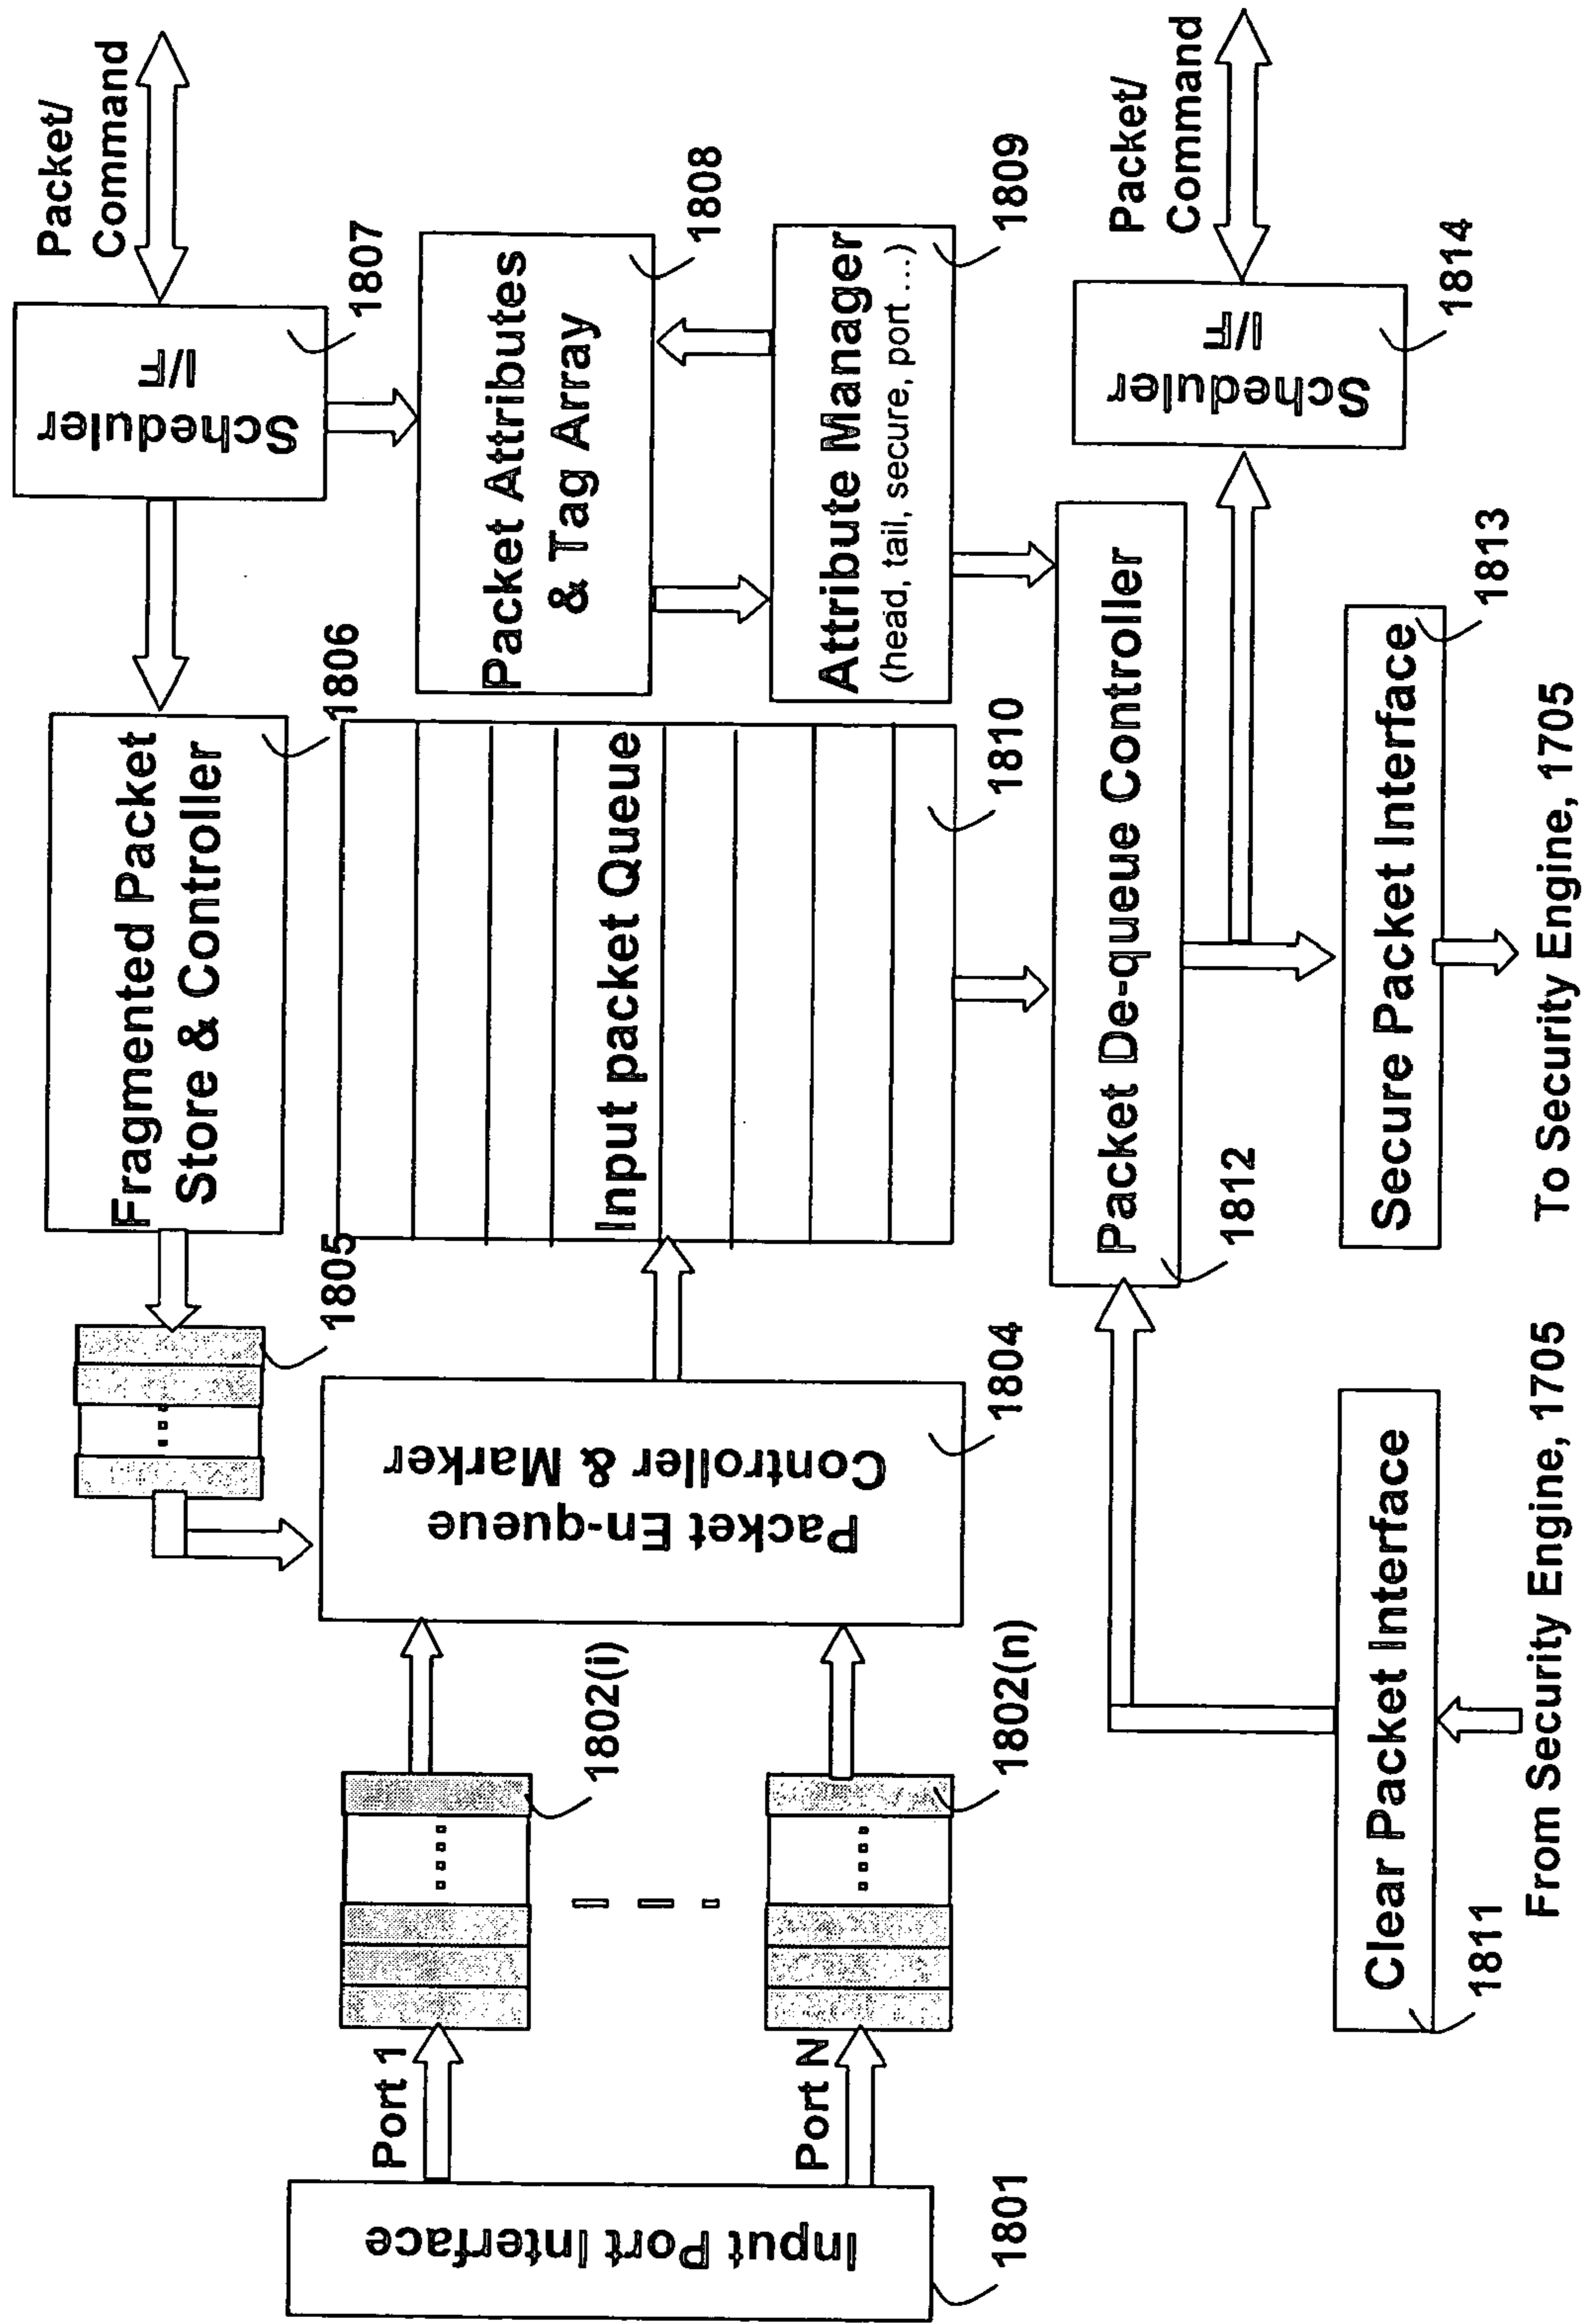 Packet/
Command
Scheduler
I/F
1807
Fragmented Packet
Store & Controller
1806
1805
Packet Attributes
& Tag Array
1808
Attribute Manager
(head, tail, secure, port…)
1809
Input packet Queue
1810
Packet En-queue
Controller & Marker
1804
Port 1
1802(i)
Port N
1802(n)
Input Port Interface
1801
Packet De-queue Controller
1812
Packet/
Command
Scheduler
I/F
1814
Secure Packet Interface
1813
To Security Engine, 1705
Clear Packet Interface
1811
From Security Engine, 1705